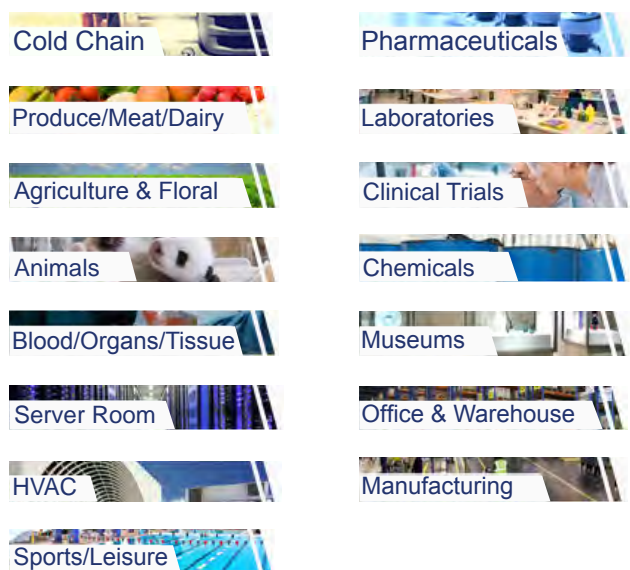 Cold Chain
Produce/Meat/Dairy
Agriculture & Floral
Animals
Blood/Organs/Tissue
Server Room
HVAC
Sports/Leisure
Pharmaceuticals
Laboratories
Clinical Trials
Chemicals
Museums
Office & Warehouse
Manufacturing